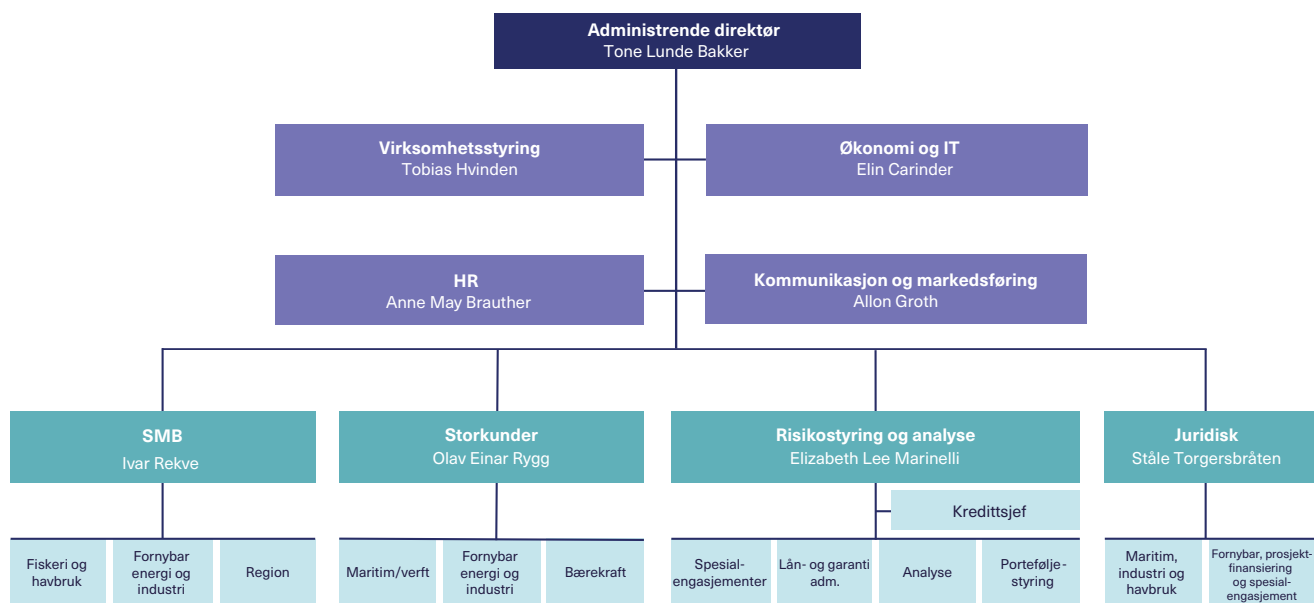 Administrende direktør
Tone Lunde Bakker
Virksomhetsstyring
Tobias Hvinden
Økonomi og IT
Elin Carinder
HR
Anne May Brauther
Kommunikasjon og markedsføring
Allon Groth
SMB
Ivar Rekve
Storkunder
Olav Einar Rygg
Risikostyring og analyse
Elizabeth Lee Marinelli
Juridisk
Ståle Torgersbråten
Kredittsjef
Fiskeri og
havbruk
Fornybar
energi og
industri
Region
Maritim/verft
Fornybar
energi og
industri
Bærekraft
Spesial-
engasjementer
Lån- og garanti
adm.
Analyse
Portefølje-
styring
Maritim,
industri og
havbruk
Fornybar, prosjekt-
finansiering
og spesial-
engasjement